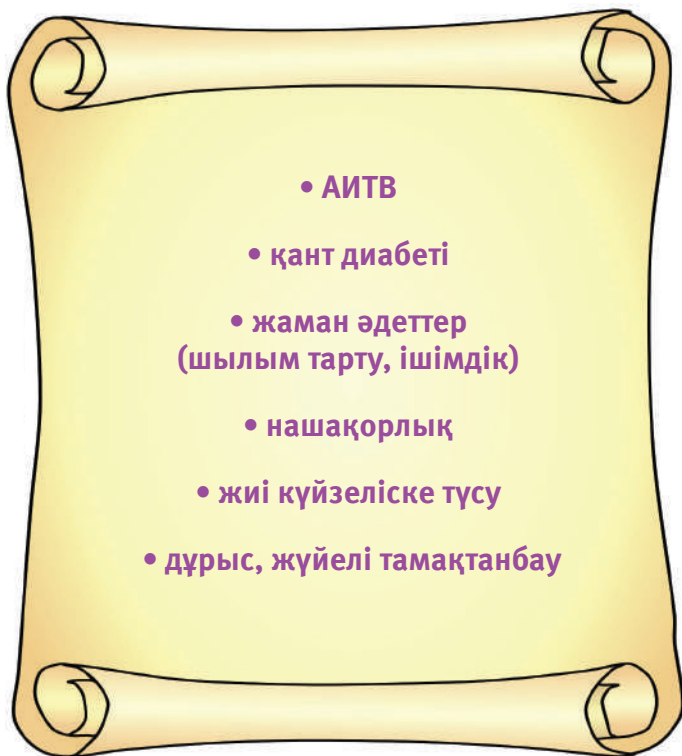 • АИТВ
• қант диабеті
• жаман әдеттер
(шылым тарту, ішімдік)
• нашақорлық
• жиі күйзеліске түсу
• дұрыс, жүйелі тамақтанбау